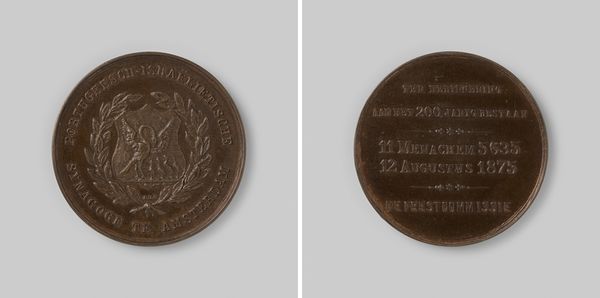 PORTUGEESCH-ISRAELIETISCHE
SYNAGOGE TE AMSTERDAM
TER HERINNERING
AAN HET 200 JARIG BESTAAN
11 MENACHEM 5635
12 AUGUSTUS 1875
DE FEESTCOMMISSIE